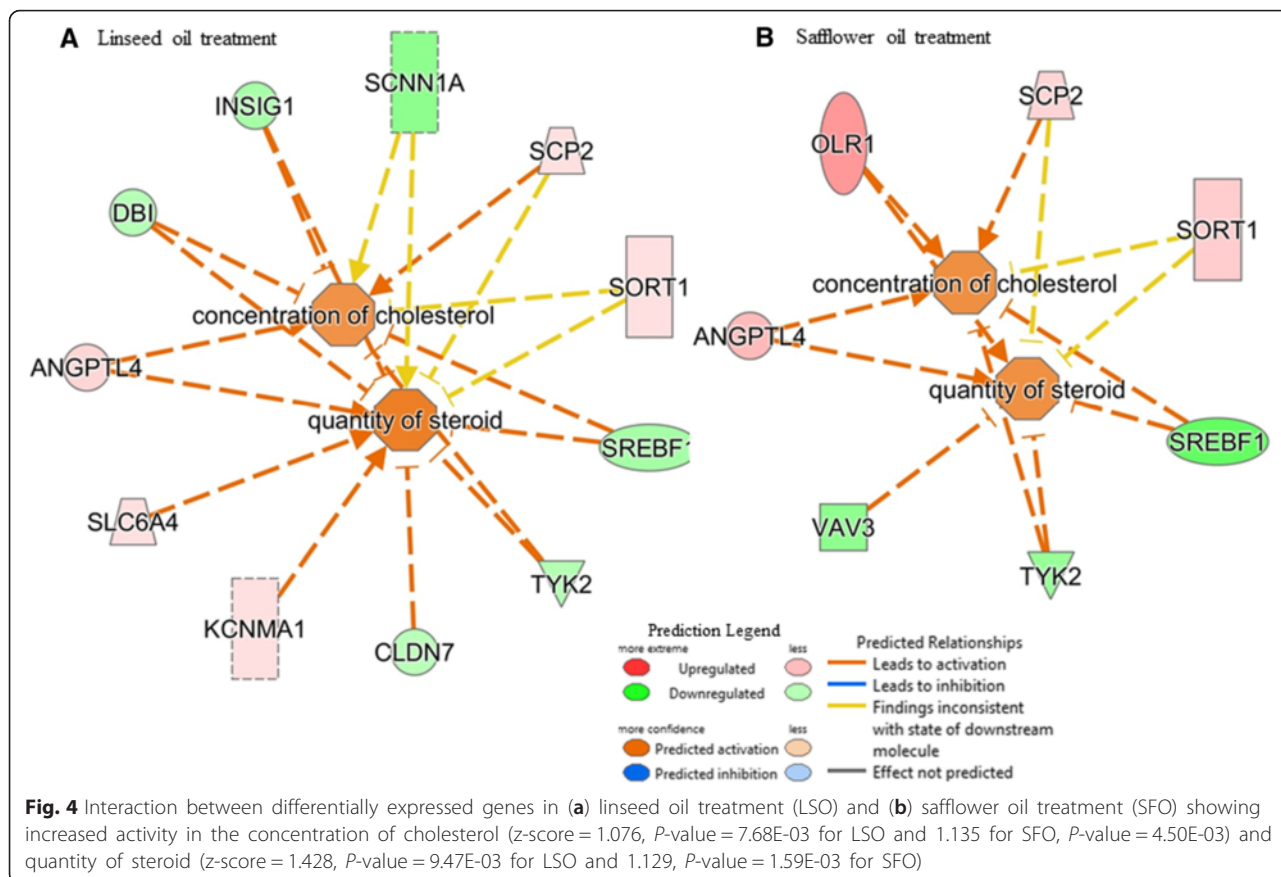 A Linseed oil treatment
SCNN1A
INSIG1
SCP2
DBI
SORT1
concentration of cholesterol
ANGPTL4
quantity of steroid
SREBF1
SLC6A4
TYK2
KCNMA1
CLDN7
B Safflower oil treatment
SCP2
OLR1
SORT1
concentration of cholesterol
ANGPTL4
quantity of steroid
SREBF1
VAV3
TYK2
Prediction Legend
more extreme less
Upregulated
Downregulated
more confidence less
Predicted activation
Predicted inhibition
Predicted Relationships
Leads to activation
Leads to inhibition
Findings inconsistent
with state of downstream
molecule
Effect not predicted
Fig. 4 Interaction between differentially expressed genes in (a) linseed oil treatment (LSO) and (b) safflower oil treatment (SFO) showing
increased activity in the concentration of cholesterol (z-score = 1.076, P-value = 7.68E-03 for LSO and 1.135 for SFO, P-value = 4.50E-03) and
quantity of steroid (z-score = 1.428, P-value = 9.47E-03 for LSO and 1.129, P-value = 1.59E-03 for SFO)